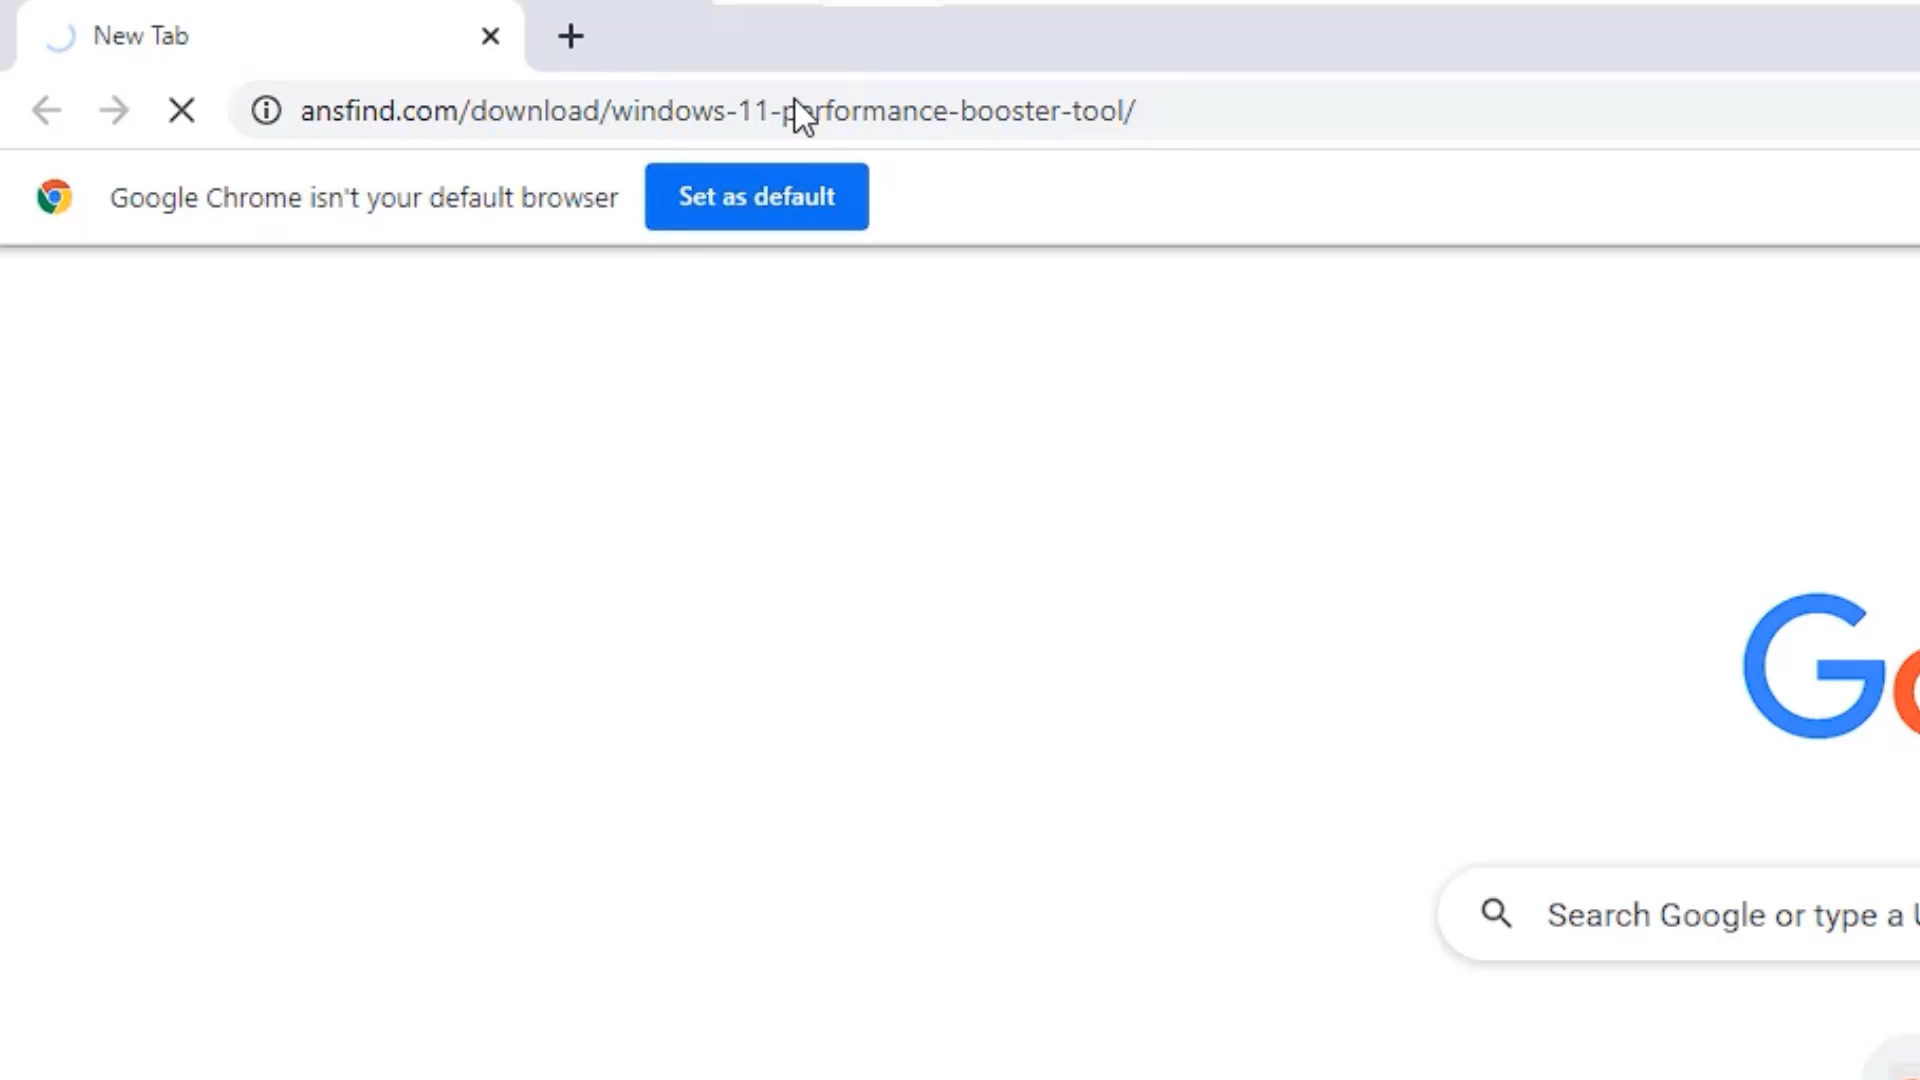 New Tab
ansfind.com/download/windows-11-performance-booster-tool/
Google Chrome isn't your default browser
Set as default
G
Search Google or type a